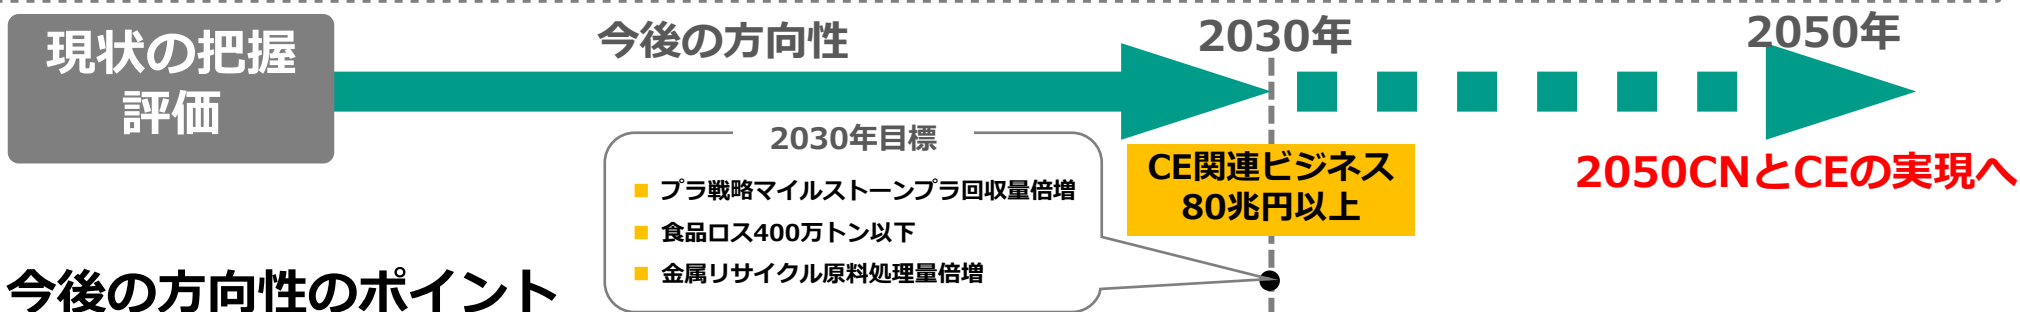 現状の把握
評価
今後の方向性
2030年
2050年
2030年目標
プラ戦略マイルストーンプラ回収量倍増
食品ロス400万トン以下
金属リサイクル原料処理量倍増
CE関連ビジネス
80兆円以上
2050CNとCEの実現へ
今後の方向性のポイント